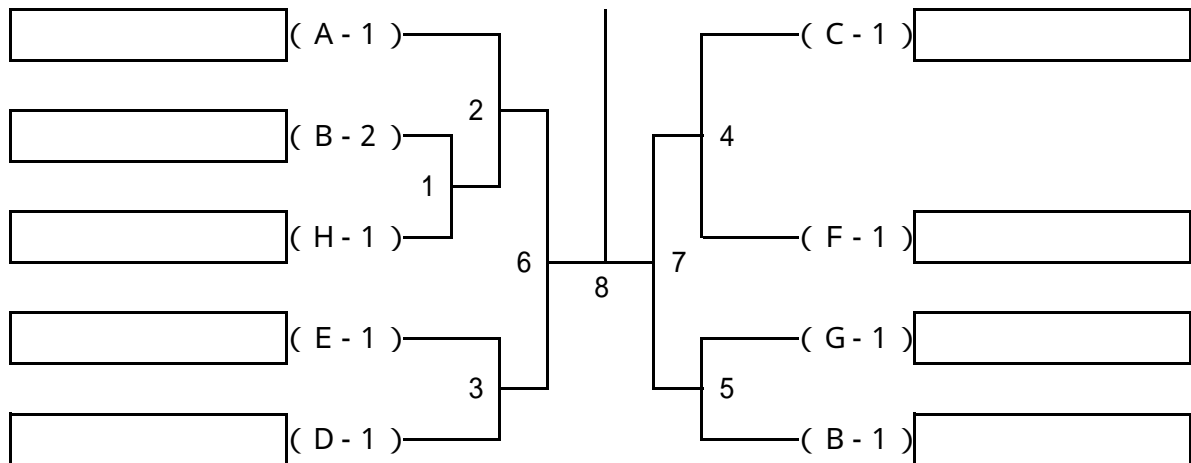 ( A - 1 )
( C - 1 )
2
( B - 2 )
4
1
( H - 1 )
( F - 1 )
6
7
8
( E - 1 )
( G - 1 )
3
5
( D - 1 )
( B - 1 )